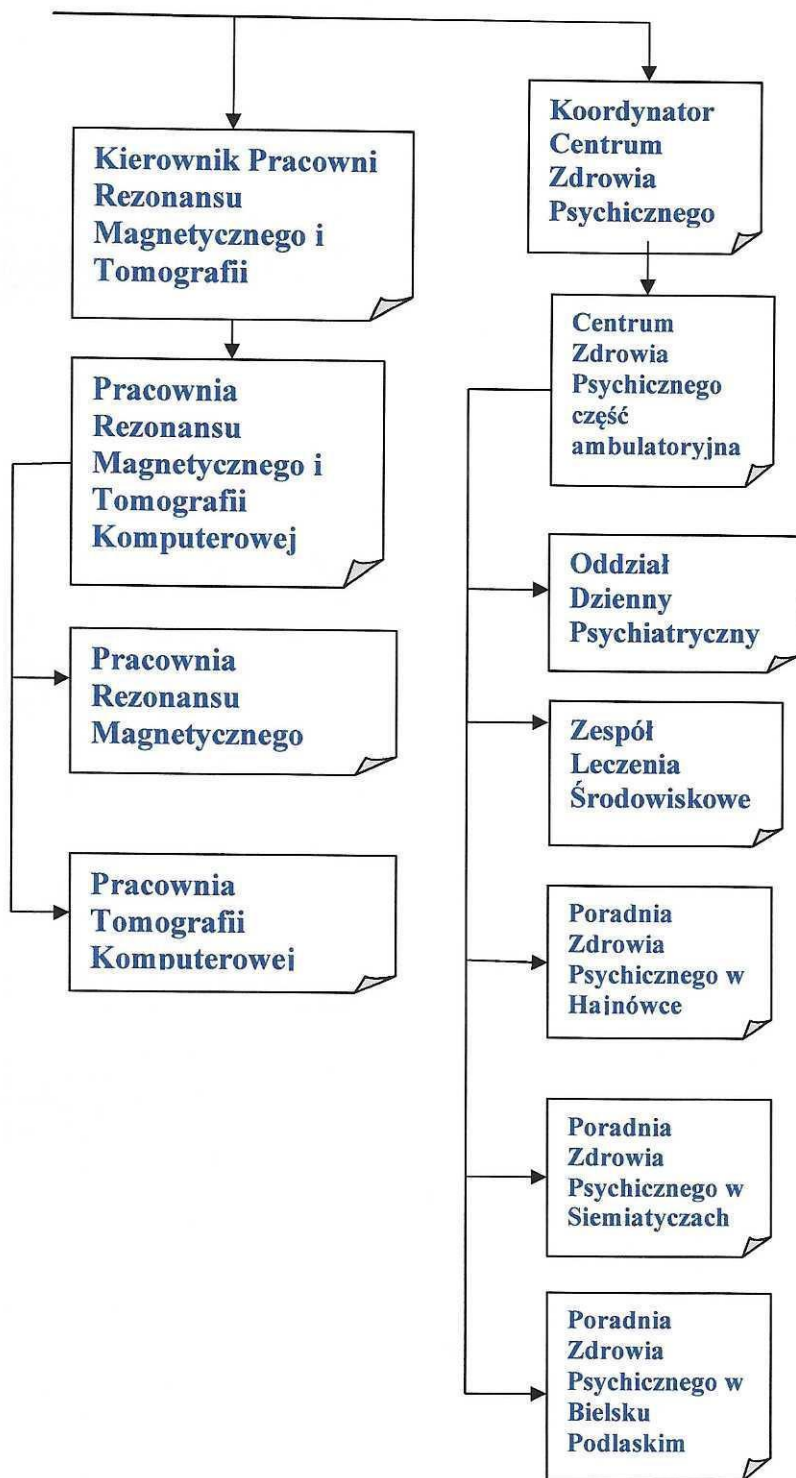 Kierownik Pracowni
Rezonansu
Magnetycznego i
Tomografii
Pracownia
Rezonansu
Magnetycznego i
Tomografii
Komputerowej
Pracownia
Rezonansu
Magnetycznego
Pracownia
Tomografii
Komputerowej
Koordynator
Centrum
Zdrowia
Psychicznego
Centrum
Zdrowia
Psychicznego
część
ambulatoryjna
Oddział
Dzienny
Psychiatryczny
Zespół
Leczenia
Środowiskowe
Poradnia
Zdrowia
Psychicznego w
Hajnówce
Poradnia
Zdrowia
Psychicznego w
Siemiatyczach
Poradnia
Zdrowia
Psychicznego w
Bielsku
Podlaskim